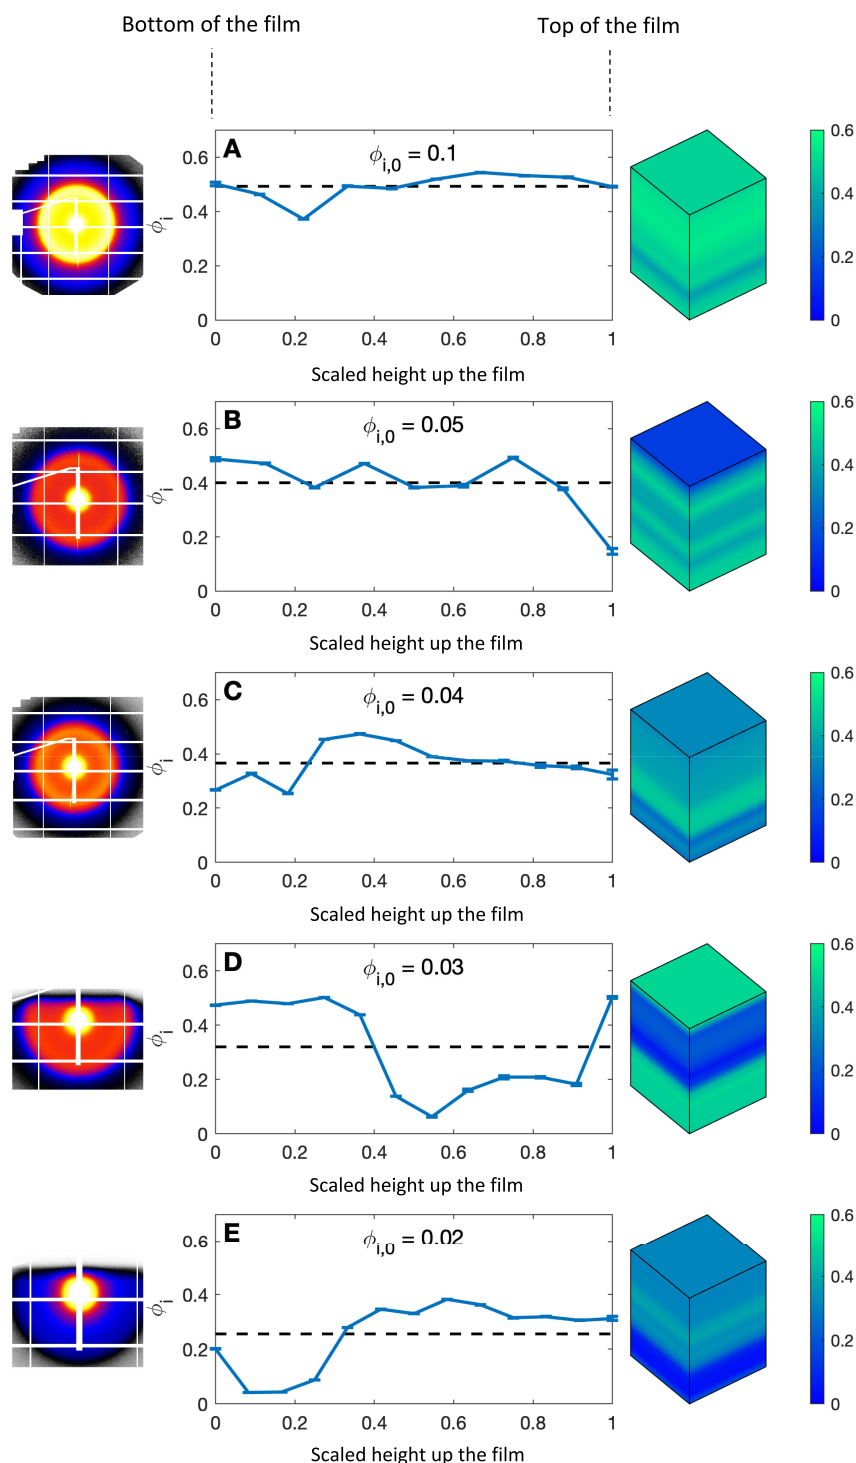 Bottom of the film
Top of the film
A
ϕi,0 = 0.1
ϕi
0.6
0.4
0.2
0
0 0.2 0.4 0.6 0.8 1
Scaled height up the film
0.6
0.4
0.2
0
B
ϕi,0 = 0.05
ϕi
0.6
0.4
0.2
0
0 0.2 0.4 0.6 0.8 1
Scaled height up the film
0.6
0.4
0.2
0
C
ϕi,0 = 0.04
ϕi
0.6
0.4
0.2
0
0 0.2 0.4 0.6 0.8 1
Scaled height up the film
0.6
0.4
0.2
0
D
ϕi,0 = 0.03
ϕi
0.6
0.4
0.2
0
0 0.2 0.4 0.6 0.8 1
Scaled height up the film
0.6
0.4
0.2
0
E
ϕi,0 = 0.02
ϕi
0.6
0.4
0.2
0
0 0.2 0.4 0.6 0.8 1
Scaled height up the film
0.6
0.4
0.2
0